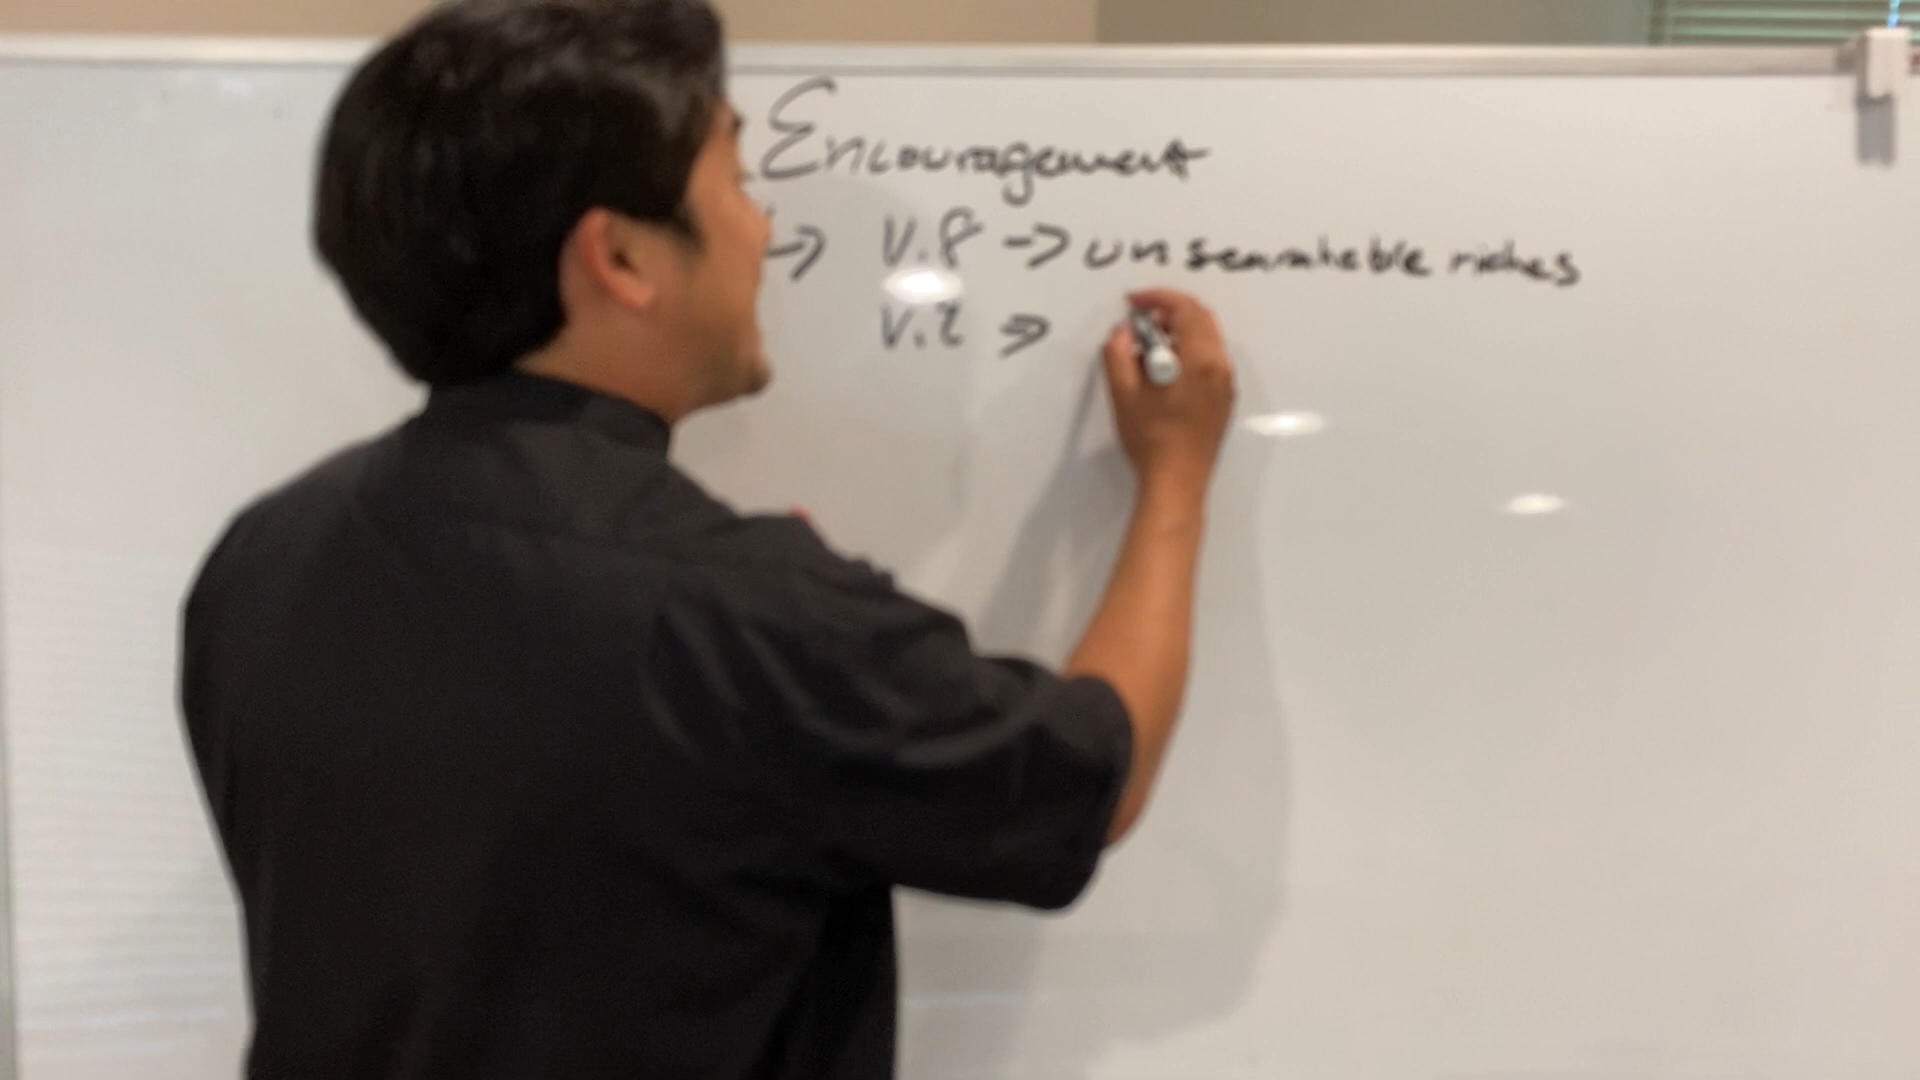 Encouragement
→ V.8 → unsearchable riches
V.2 →